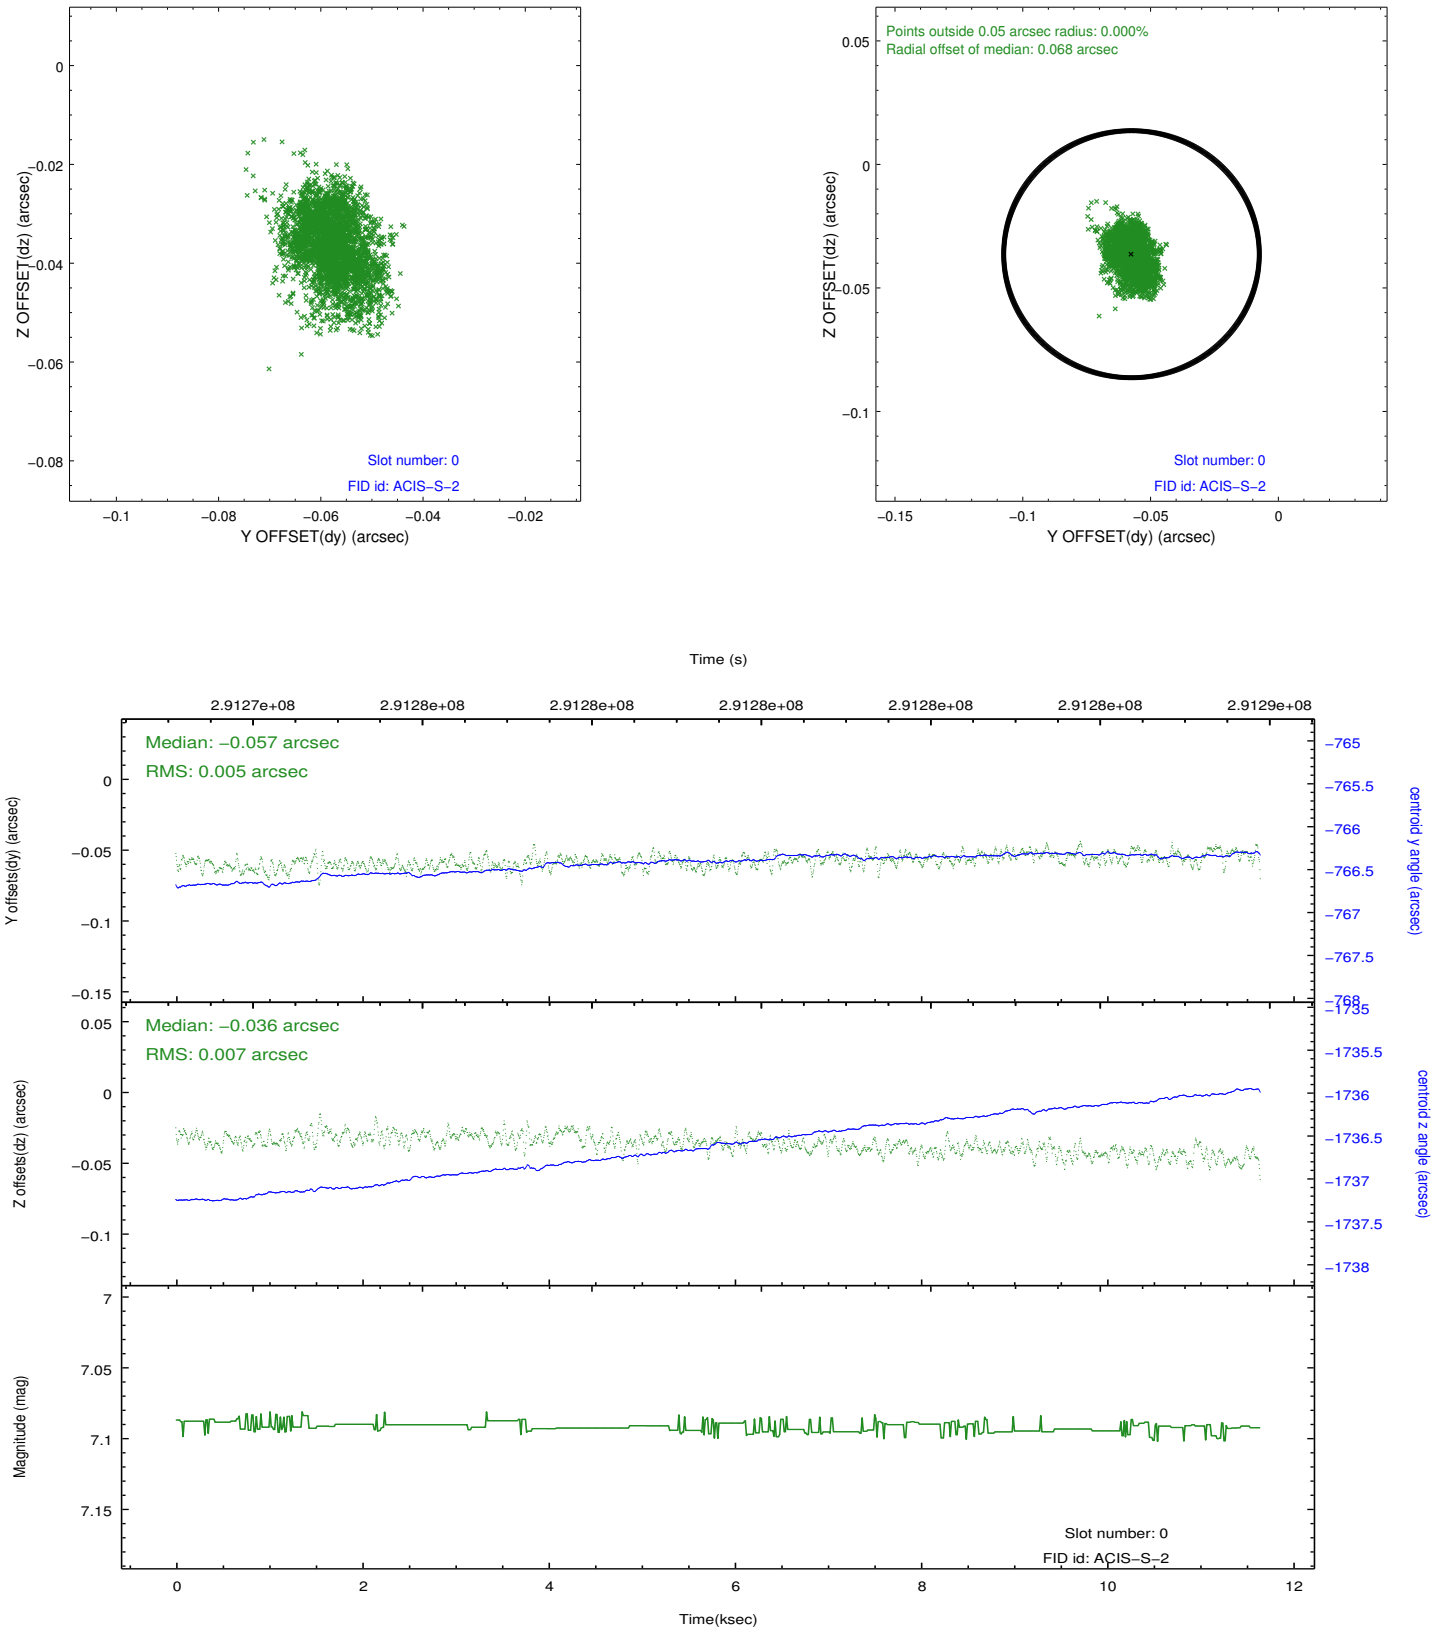 0
−0.02
−0.04
−0.06
−0.08
Z OFFSET(dz) (arcsec)
Slot number: 0
FID id: ACIS−S−2
−0.1
−0.08
−0.06
−0.04
−0.02
Y OFFSET(dy) (arcsec)
Points outside 0.05 arcsec radius: 0.000%
Radial offset of median: 0.068 arcsec
0.05
0
−0.05
−0.1
Z OFFSET(dz) (arcsec)
Slot number: 0
FID id: ACIS−S−2
−0.15
−0.1
−0.05
0
Y OFFSET(dy) (arcsec)
Time (s)
2.9127e+08
2.9128e+08
2.9128e+08
2.9128e+08
2.9128e+08
2.9128e+08
2.9129e+08
Median: −0.057 arcsec
RMS: 0.005 arcsec
0
−0.05
−0.1
−0.15
Y offsets(dy) (arcsec)
−765
−765.5
−766
−766.5
−767
−767.5
−768
centroid y angle (arcsec)
Median: −0.036 arcsec
RMS: 0.007 arcsec
0.05
0
−0.05
−0.1
Z offsets(dz) (arcsec)
−1735
−1735.5
−1736
−1736.5
−1737
−1737.5
−1738
centroid z angle (arcsec)
7
7.05
7.1
7.15
Magnitude (mag)
Slot number: 0
FID id: ACIS−S−2
0
2
4
6
8
10
12
Time(ksec)